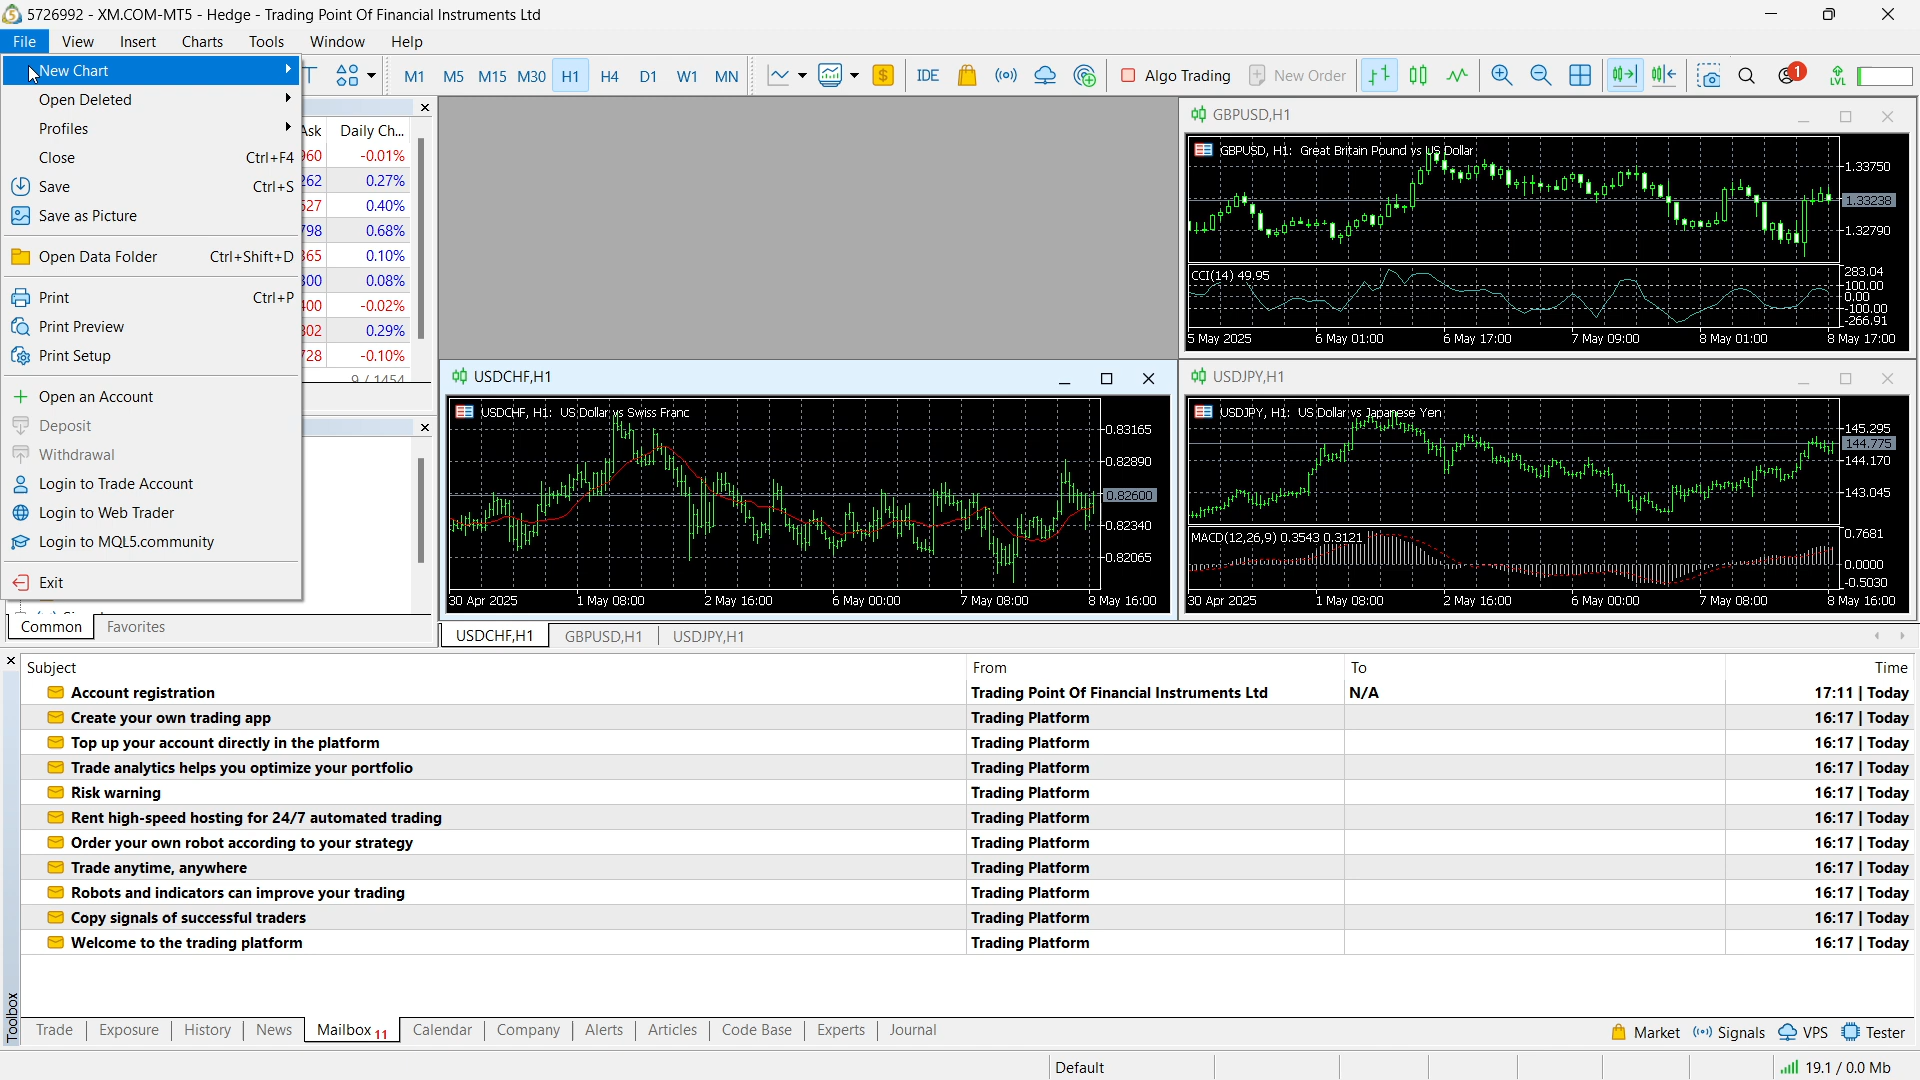 5726992 - XM.COM-MT5 - Hedge - Trading Point Of Financial Instruments Ltd
File View Insert Charts Tools Window Help
M1 M5 M15 M30 H1 H4 D1 W1 MN IDE Algo Trading New Order 1 LVL
New Chart
Open Deleted
Profiles
Close Ctrl+F4
Save Ctrl+S
Save as Picture
Open Data Folder Ctrl+Shift+D
Print Ctrl+P
Print Preview
Print Setup
Open an Account
Deposit
Withdrawal
Login to Trade Account
Login to Web Trader
Login to MQL5.community
Exit
Ask Daily Ch...
960 -0.01%
262 0.27%
527 0.40%
798 0.68%
365 0.10%
300 0.08%
400 -0.02%
302 0.29%
728 -0.10%
9 / 1454
Common Favorites
GBPUSD,H1
GBPUSD, H1: Great Britain Pound vs US Dollar
1.33750
1.33238
1.32790
CCI(14) 49.95
283.04
100.00
0.00
-100.00
-266.91
5 May 2025 6 May 01:00 6 May 17:00 7 May 09:00 8 May 01:00 8 May 17:00
USDCHF,H1
USDCHF, H1: US Dollar vs Swiss Franc
0.83165
0.82890
0.82600
0.82340
0.82065
30 Apr 2025 1 May 08:00 2 May 16:00 6 May 00:00 7 May 08:00 8 May 16:00
USDJPY,H1
USDJPY, H1: US Dollar vs Japanese Yen
145.295
144.775
144.170
143.045
MACD(12,26,9) 0.3543 0.3121
0.7681
0.0000
-0.5030
30 Apr 2025 1 May 08:00 2 May 16:00 6 May 00:00 7 May 08:00 8 May 16:00
USDCHF,H1 GBPUSD,H1 USDJPY,H1
Subject From To Time
Account registration Trading Point Of Financial Instruments Ltd N/A 17:11 | Today
Create your own trading app Trading Platform 16:17 | Today
Top up your account directly in the platform Trading Platform 16:17 | Today
Trade analytics helps you optimize your portfolio Trading Platform 16:17 | Today
Risk warning Trading Platform 16:17 | Today
Rent high-speed hosting for 24/7 automated trading Trading Platform 16:17 | Today
Order your own robot according to your strategy Trading Platform 16:17 | Today
Trade anytime, anywhere Trading Platform 16:17 | Today
Robots and indicators can improve your trading Trading Platform 16:17 | Today
Copy signals of successful traders Trading Platform 16:17 | Today
Welcome to the trading platform Trading Platform 16:17 | Today
Toolbox
Trade Exposure History News Mailbox 11 Calendar Company Alerts Articles Code Base Experts Journal Market Signals VPS Tester
Default 19.1 / 0.0 Mb